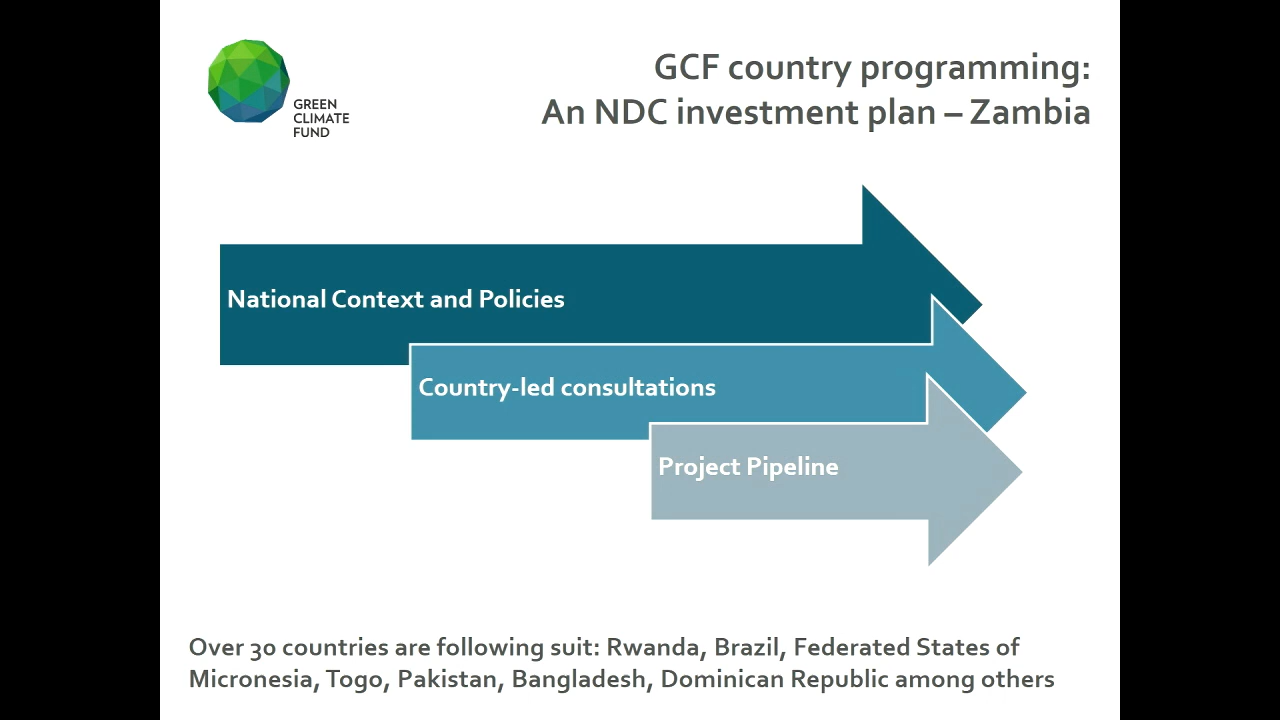 GREEN
CLIMATE
FUND
GCF country programming:
An NDC investment plan – Zambia
National Context and Policies
Country-led consultations
Project Pipeline
Over 30 countries are following suit: Rwanda, Brazil, Federated States of
Micronesia, Togo, Pakistan, Bangladesh, Dominican Republic among others